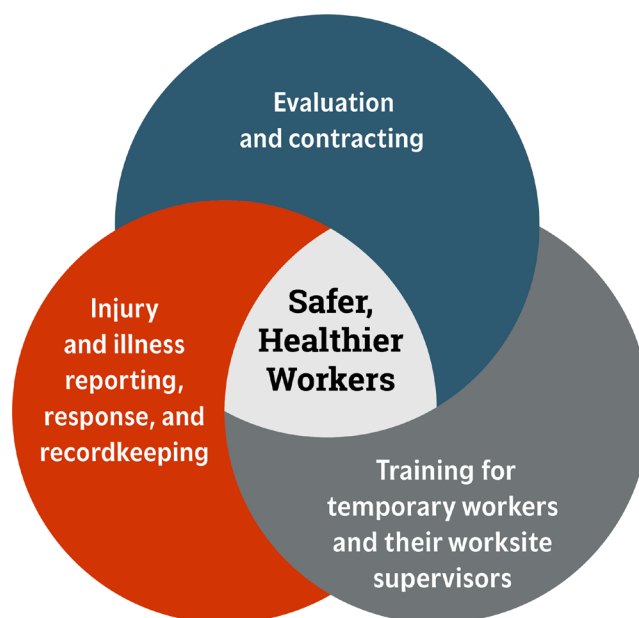 Evaluation
and contracting
Safer,
Healthier
Workers
Injury
and illness
reporting,
response, and
recordkeeping
Training for
temporary workers
and their worksite
supervisors